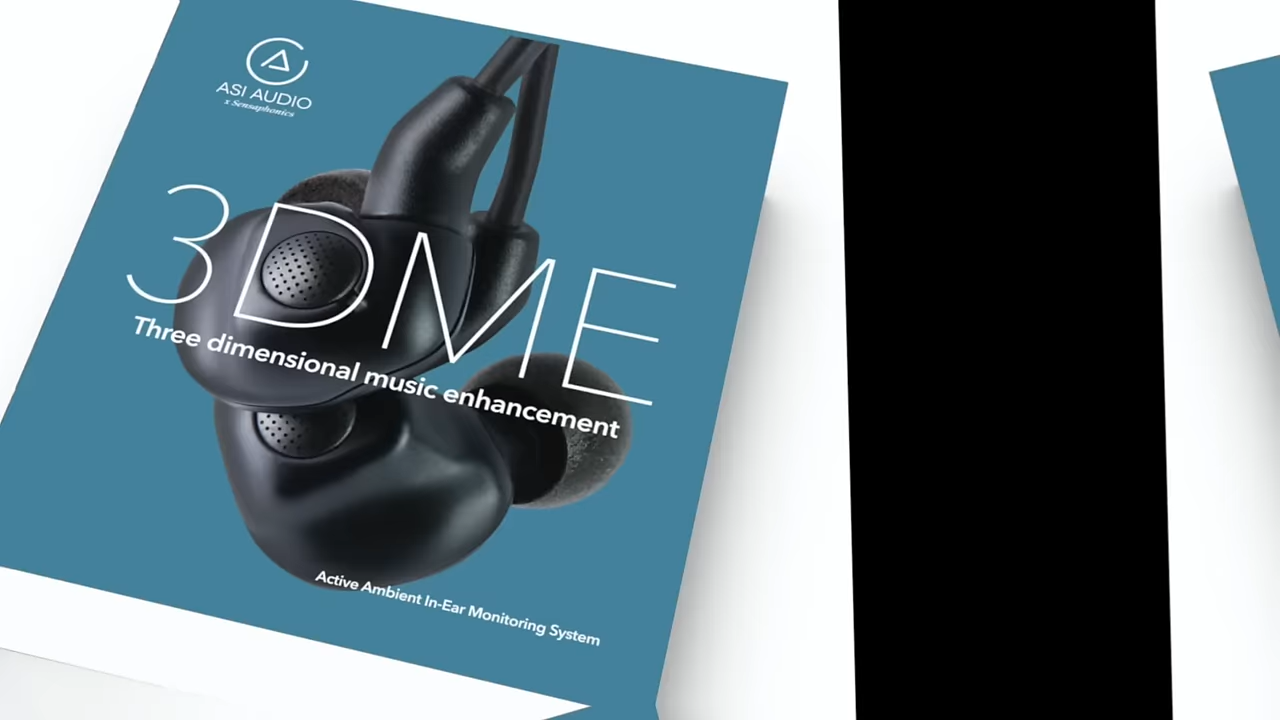 ASI AUDIO
x Sensaphonics
3DME
Three dimensional music enhancement
Active Ambient In-Ear Monitoring System